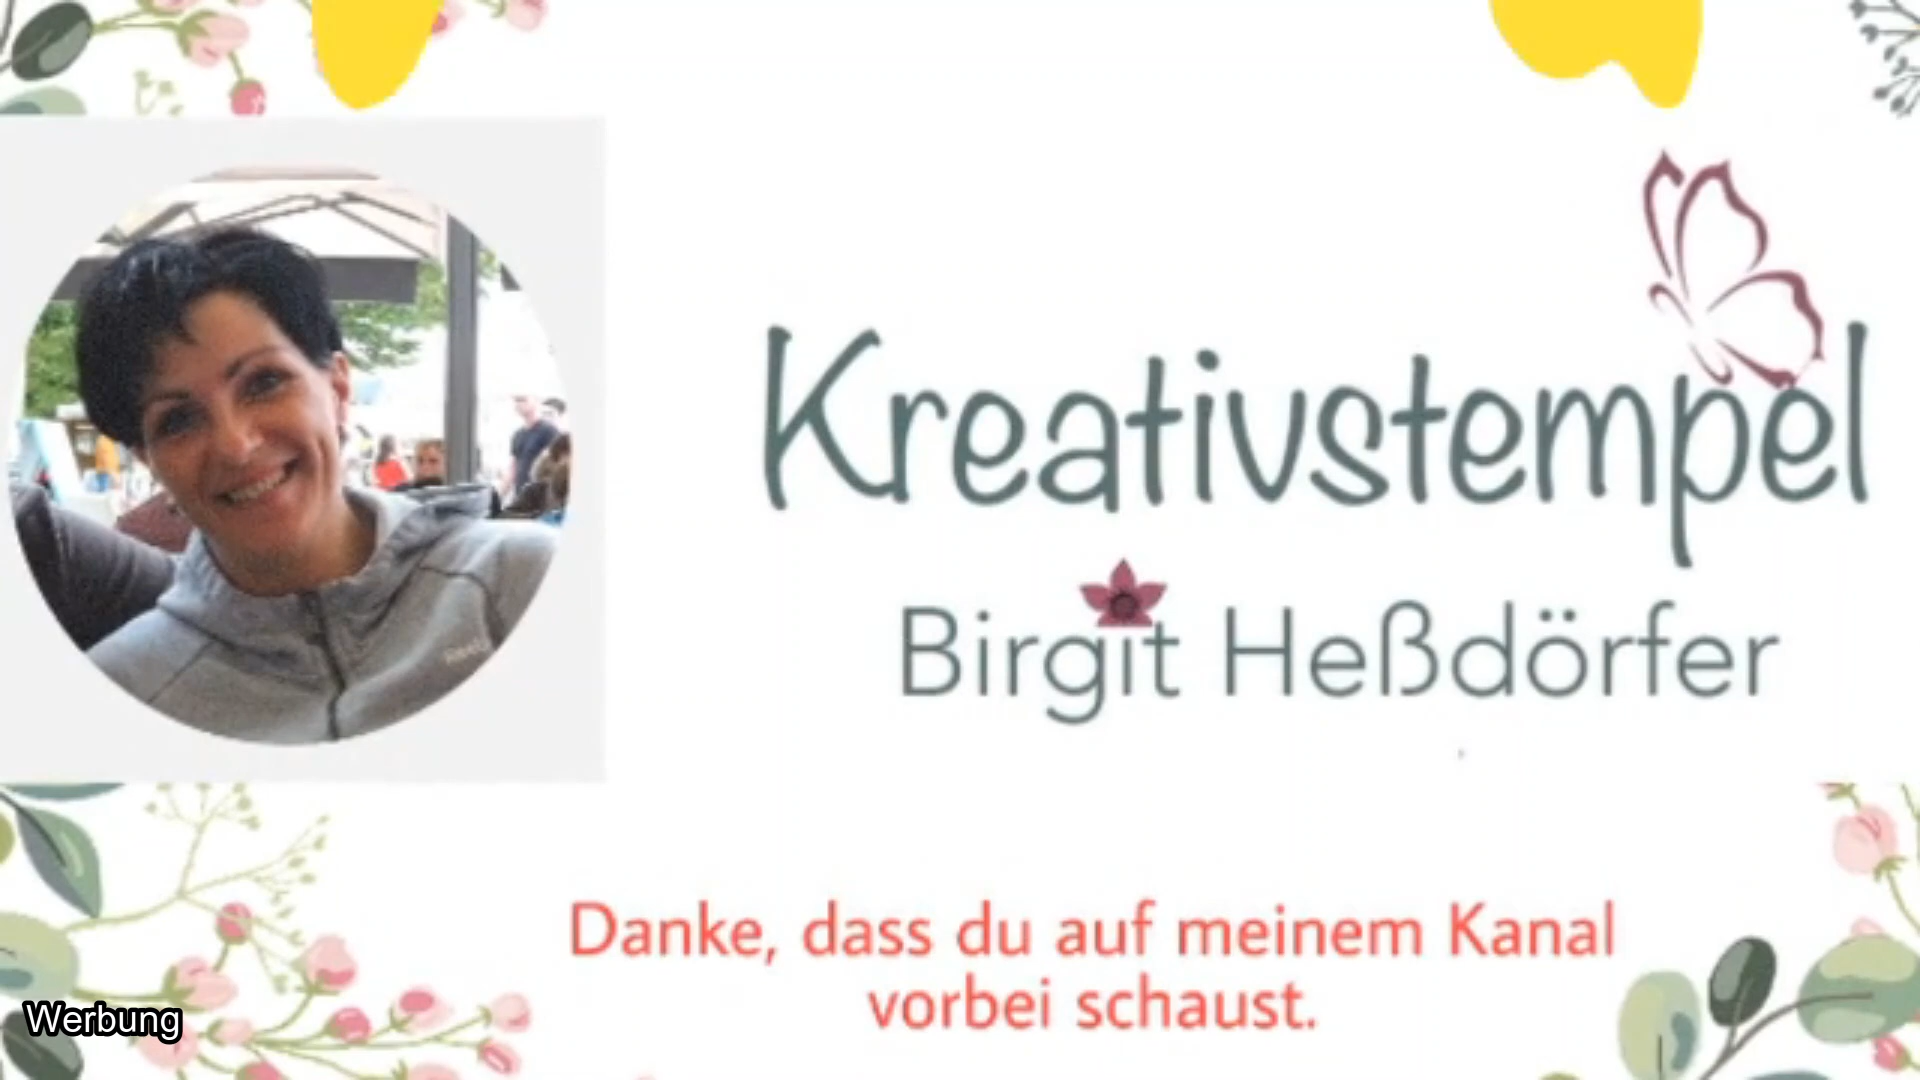 Kreativstempel
Birgit Heßdörfer
Danke, dass du auf meinem Kanal
vorbei schaust.
Werbung